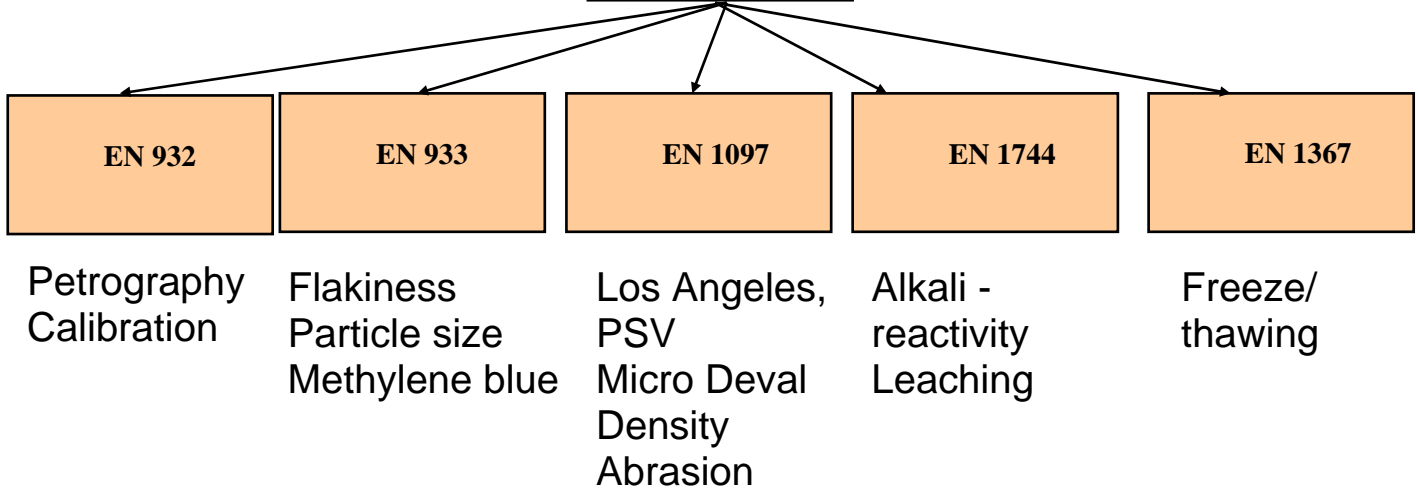 EN 932
EN 933
EN 1097
EN 1744
EN 1367
Petrography
Calibration
Flakiness
Particle size
Methylene blue
Los Angeles,
PSV
Micro Deval
Density
Abrasion
Alkali -
reactivity
Leaching
Freeze/
thawing